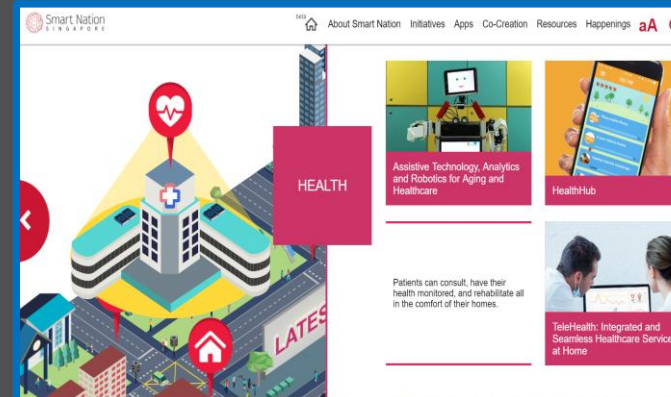 Smart Nation
SINGAPORE
About Smart Nation Initiatives Apps Co-Creation Resources Happenings aA
HEALTH
LATES
Assistive Technology, Analytics
and Robotics for Aging and
Healthcare
HealthHub
Patients can consult, have their
health monitored, and rehabilitate all
in the comfort of their homes.
TeleHealth: Integrated and
Seamless Healthcare Service
at Home